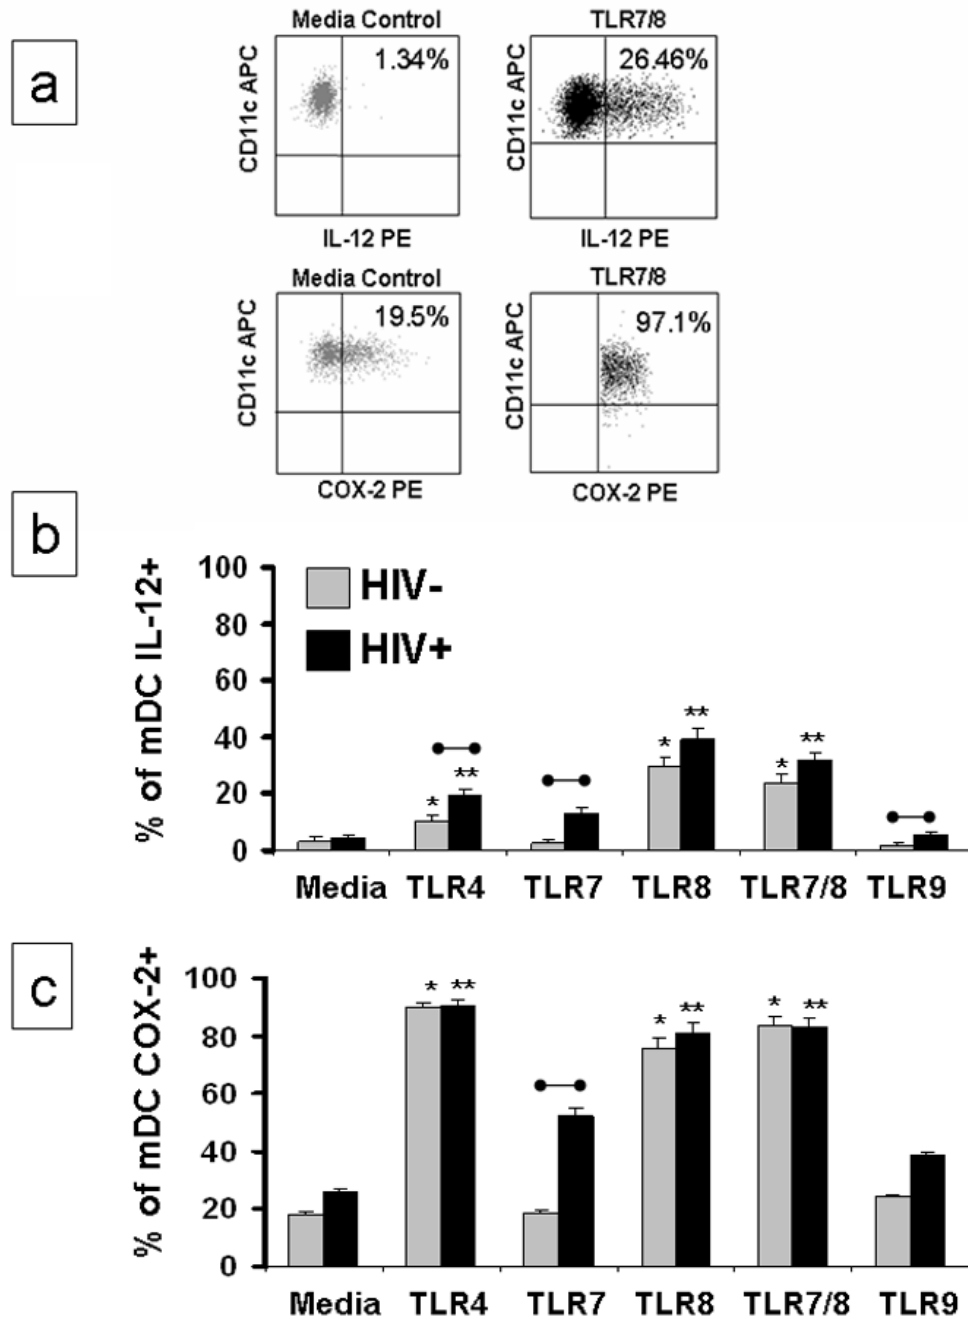 a
Media Control
TLR7/8
1.34%
26.46%
CD11c APC
CD11c APC
IL-12 PE
IL-12 PE
Media Control
TLR7/8
19.5%
97.1%
CD11c APC
CD11c APC
COX-2 PE
COX-2 PE
b
% of mDC IL-12+
100
80
60
40
20
0
HIV-
HIV+
* **
* **
* **
Media TLR4 TLR7 TLR8 TLR7/8 TLR9
c
% of mDC COX-2+
100
80
60
40
20
0
* **
* **
* **
Media TLR4 TLR7 TLR8 TLR7/8 TLR9